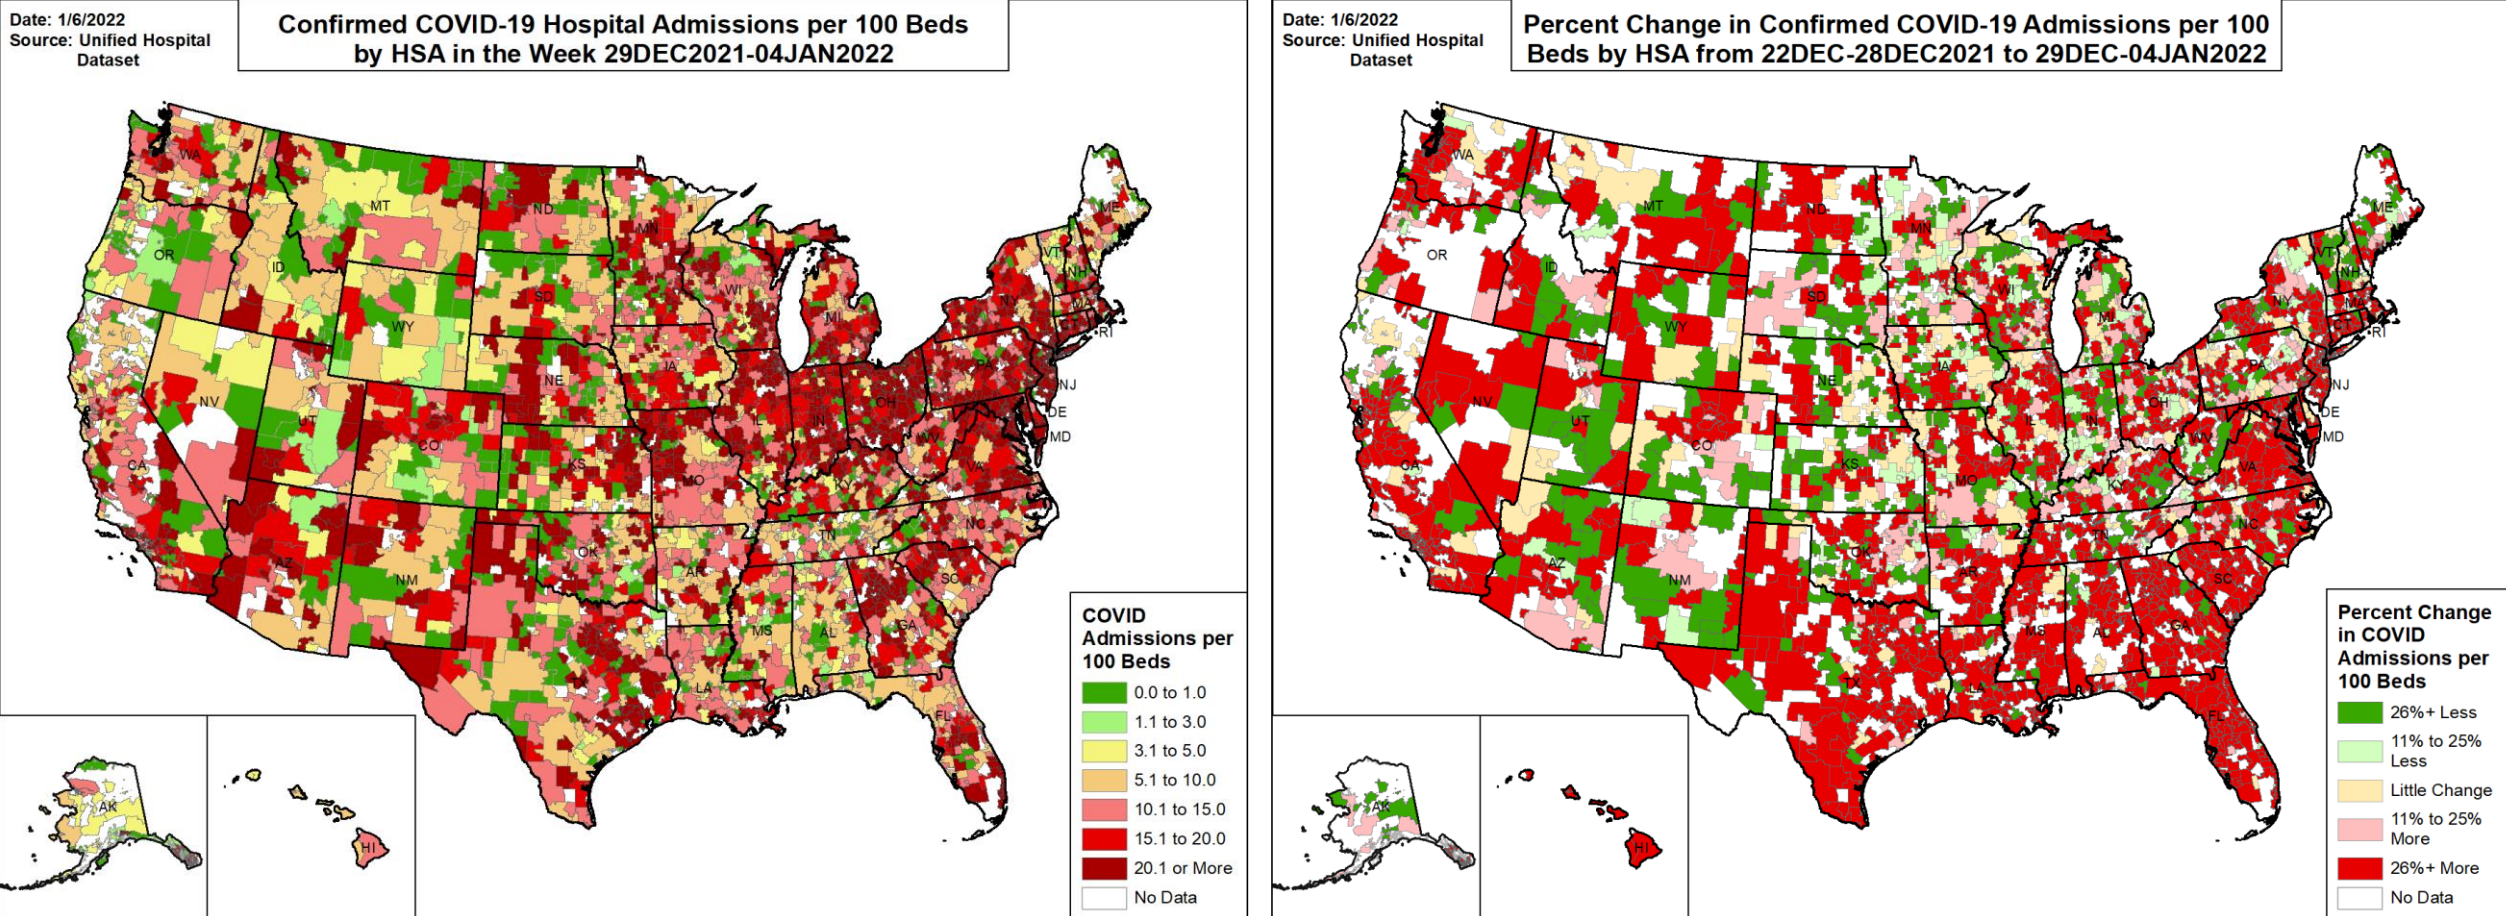 Date: 1/6/2022
Source: Unified Hospital
Dataset
Confirmed COVID-19 Hospital Admissions per 100 Beds
by HSA in the Week 29DEC2021-04JAN2022
WA
MT
ND
MN
ME
OR
ID
SD
WI
VT
NH
WY
MI
NY
MA
CT
RI
NV
UT
NE
IA
PA
NJ
CO
IL
IN
OH
DE
MD
CA
KS
MO
WV
VA
KY
AZ
NM
OK
AR
TN
NC
SC
MS
AL
GA
TX
LA
FL
AK
HI
COVID
Admissions per
100 Beds
0.0 to 1.0
1.1 to 3.0
3.1 to 5.0
5.1 to 10.0
10.1 to 15.0
15.1 to 20.0
20.1 or More
No Data
Date: 1/6/2022
Source: Unified Hospital
Dataset
Percent Change in Confirmed COVID-19 Admissions per 100
Beds by HSA from 22DEC-28DEC2021 to 29DEC-04JAN2022
WA
MT
ND
MN
ME
OR
ID
SD
WI
VT
NH
WY
MI
NY
MA
CT
RI
NV
UT
NE
IA
PA
NJ
CO
IL
IN
OH
DE
MD
CA
KS
MO
WV
VA
KY
AZ
NM
OK
AR
TN
NC
SC
MS
AL
GA
TX
LA
FL
AK
HI
Percent Change
in COVID
Admissions per
100 Beds
26%+ Less
11% to 25%
Less
Little Change
11% to 25%
More
26%+ More
No Data